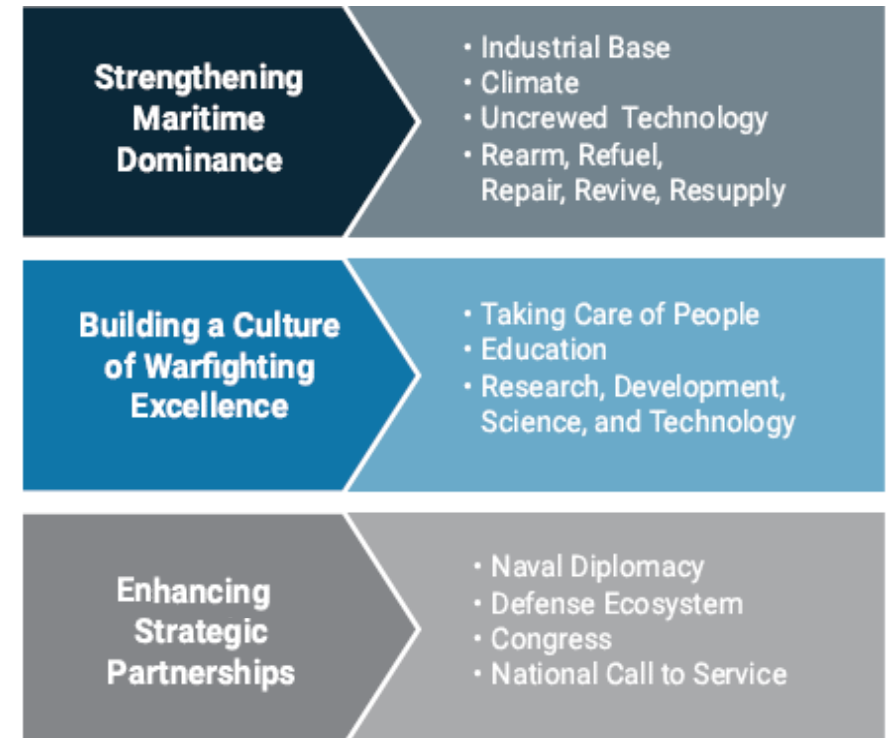 Strengthening
Maritime
Dominance
• Industrial Base
• Climate
• Uncrewed Technology
• Rearm, Refuel,
Repair, Revive, Resupply
Building a Culture
of Warfighting
Excellence
• Taking Care of People
• Education
• Research, Development,
Science, and Technology
Enhancing
Strategic
Partnerships
• Naval Diplomacy
• Defense Ecosystem
• Congress
• National Call to Service